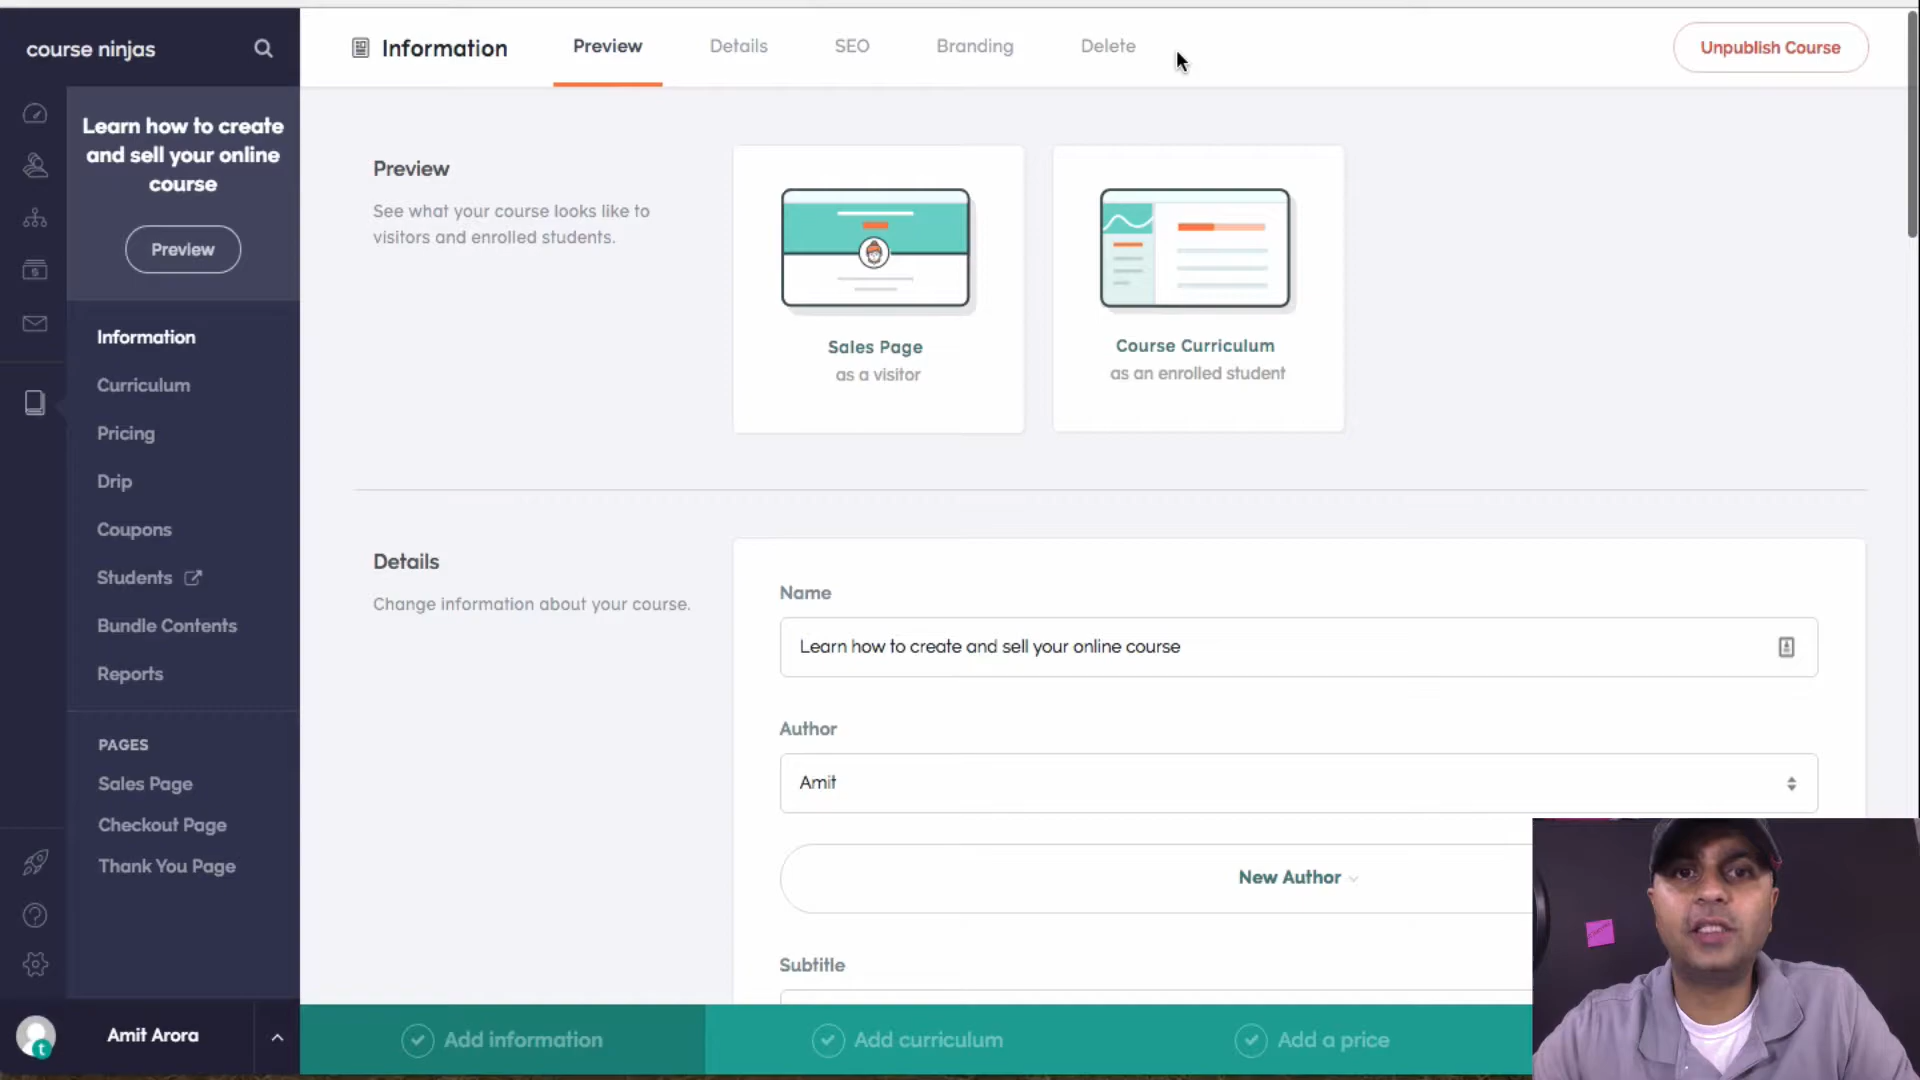 course ninjas
Learn how to create
and sell your online
course
Preview
Information
Curriculum
Pricing
Drip
Coupons
Students
Bundle Contents
Reports
PAGES
Sales Page
Checkout Page
Thank You Page
Amit Arora
t
Information
Preview
Details
SEO
Branding
Delete
Unpublish Course
Preview
See what your course looks like to
visitors and enrolled students.
Sales Page
as a visitor
Course Curriculum
as an enrolled student
Details
Change information about your course.
Name
Learn how to create and sell your online course
Author
Amit
New Author
Subtitle
Add information
Add curriculum
Add a price